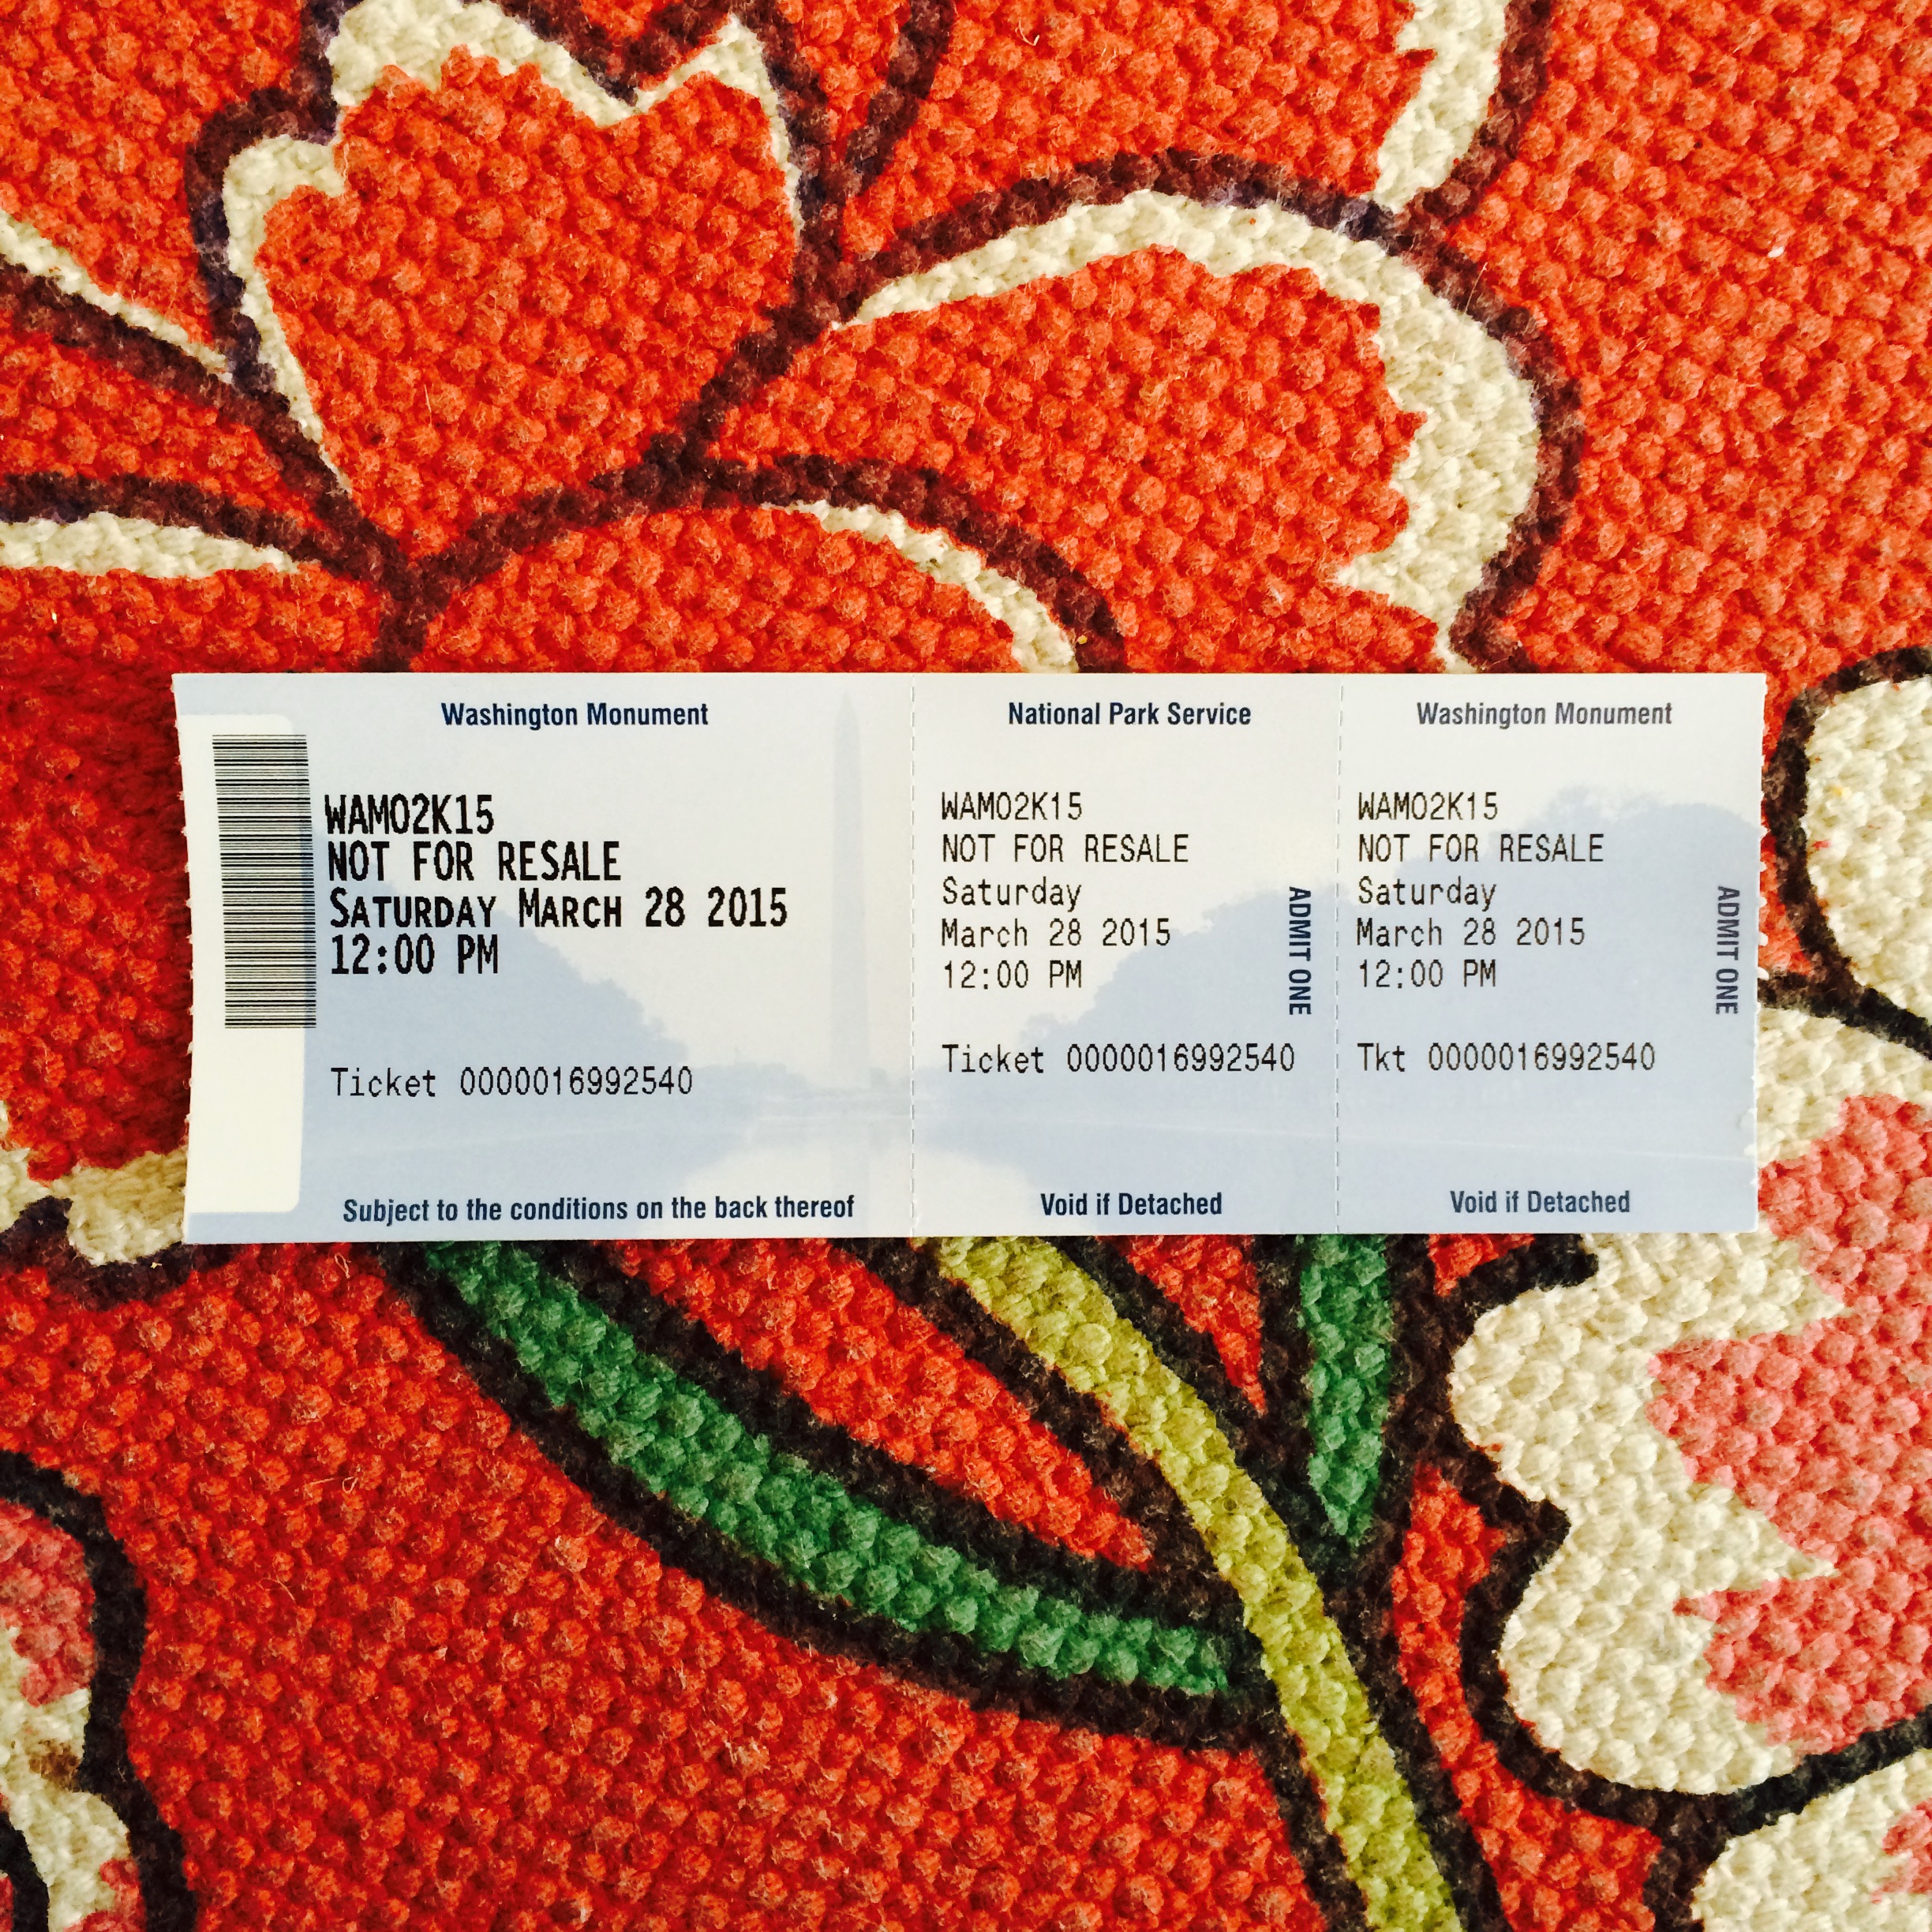 Washington Monument
WAMO2K15
NOT FOR RESALE
SATURDAY MARCH 28 2015
12:00 PM
Ticket 0000016992540
Subject to the conditions on the back thereof
National Park Service
WAMO2K15
NOT FOR RESALE
Saturday
March 28 2015
12:00 PM
ADMIT ONE
Ticket 0000016992540
Void if Detached
Washington Monument
WAMO2K15
NOT FOR RESALE
Saturday
March 28 2015
12:00 PM
ADMIT ONE
Tkt 0000016992540
Void if Detached